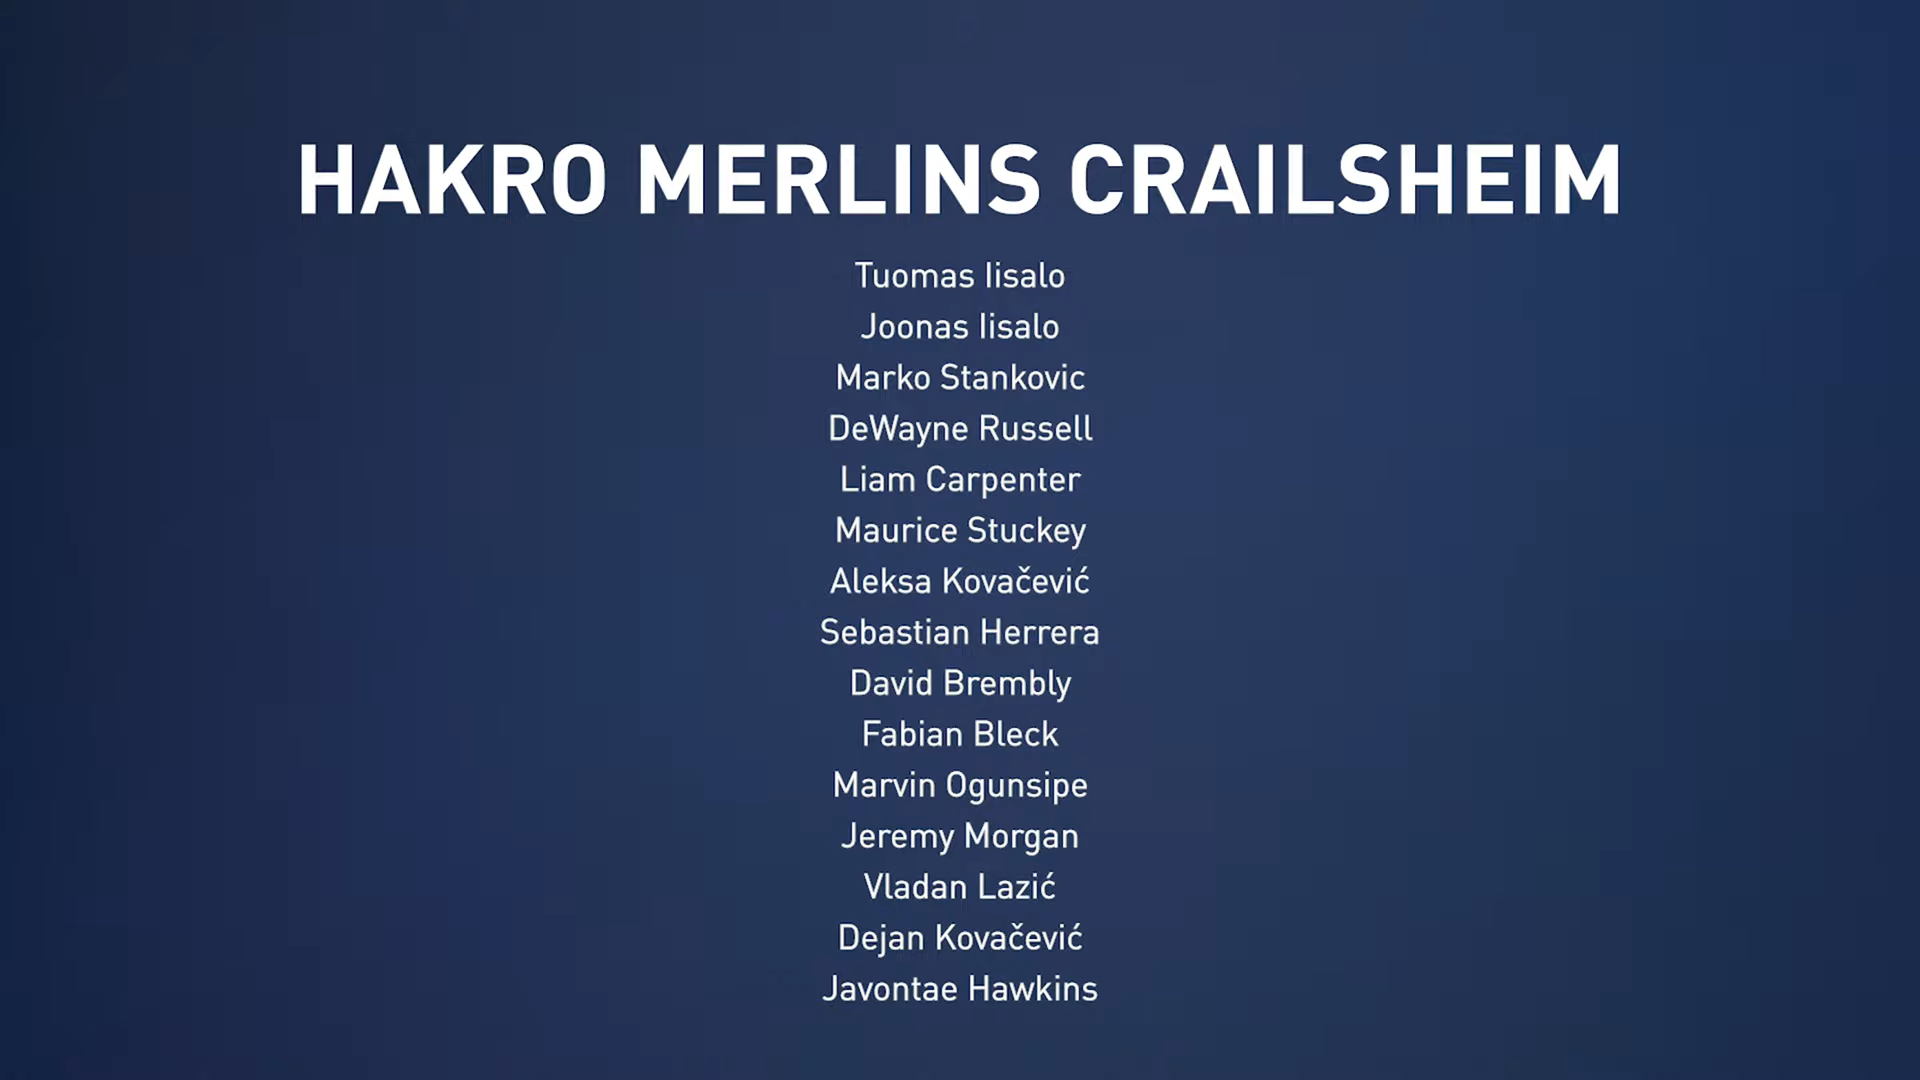 HAKRO MERLINS CRAILSHEIM
Tuomas Iisalo
Joonas Iisalo
Marko Stankovic
DeWayne Russell
Liam Carpenter
Maurice Stuckey
Aleksa Kovačević
Sebastian Herrera
David Brembly
Fabian Bleck
Marvin Ogunsipe
Jeremy Morgan
Vladan Lazić
Dejan Kovačević
Javontae Hawkins